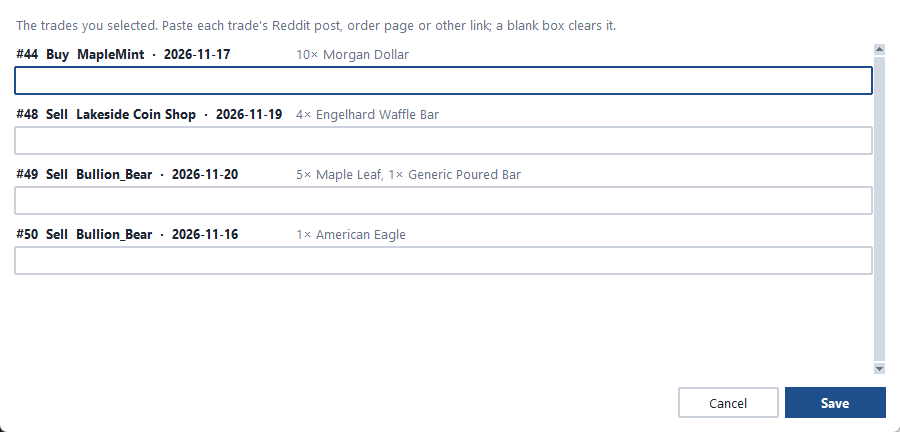 The trades you selected. Paste each trade's Reddit post, order page or other link; a blank box clears it.
#44 Buy MapleMint · 2026-11-17 10× Morgan Dollar
#48 Sell Lakeside Coin Shop · 2026-11-19 4× Engelhard Waffle Bar
#49 Sell Bullion_Bear · 2026-11-20 5× Maple Leaf, 1× Generic Poured Bar
#50 Sell Bullion_Bear · 2026-11-16 1× American Eagle
Cancel Save